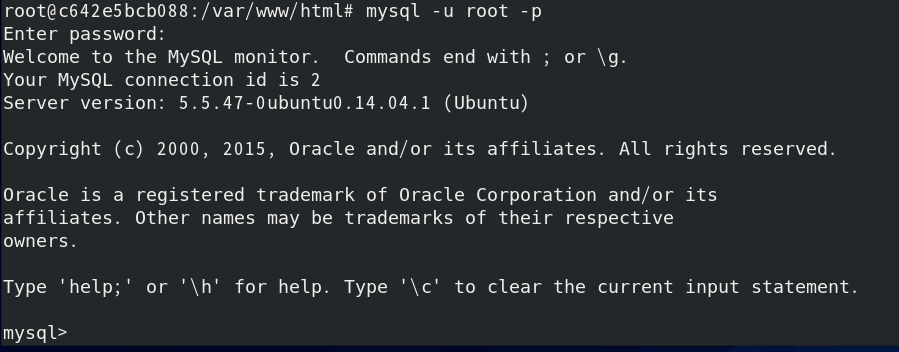 root@c642e5bcb088:/var/www/html# mysql -u root -p
Enter password:
Welcome to the MySQL monitor.  Commands end with ; or \g.
Your MySQL connection id is 2
Server version: 5.5.47-0ubuntu0.14.04.1 (Ubuntu)

Copyright (c) 2000, 2015, Oracle and/or its affiliates. All rights reserved.

Oracle is a registered trademark of Oracle Corporation and/or its
affiliates. Other names may be trademarks of their respective
owners.

Type 'help;' or '\h' for help. Type '\c' to clear the current input statement.

mysql>